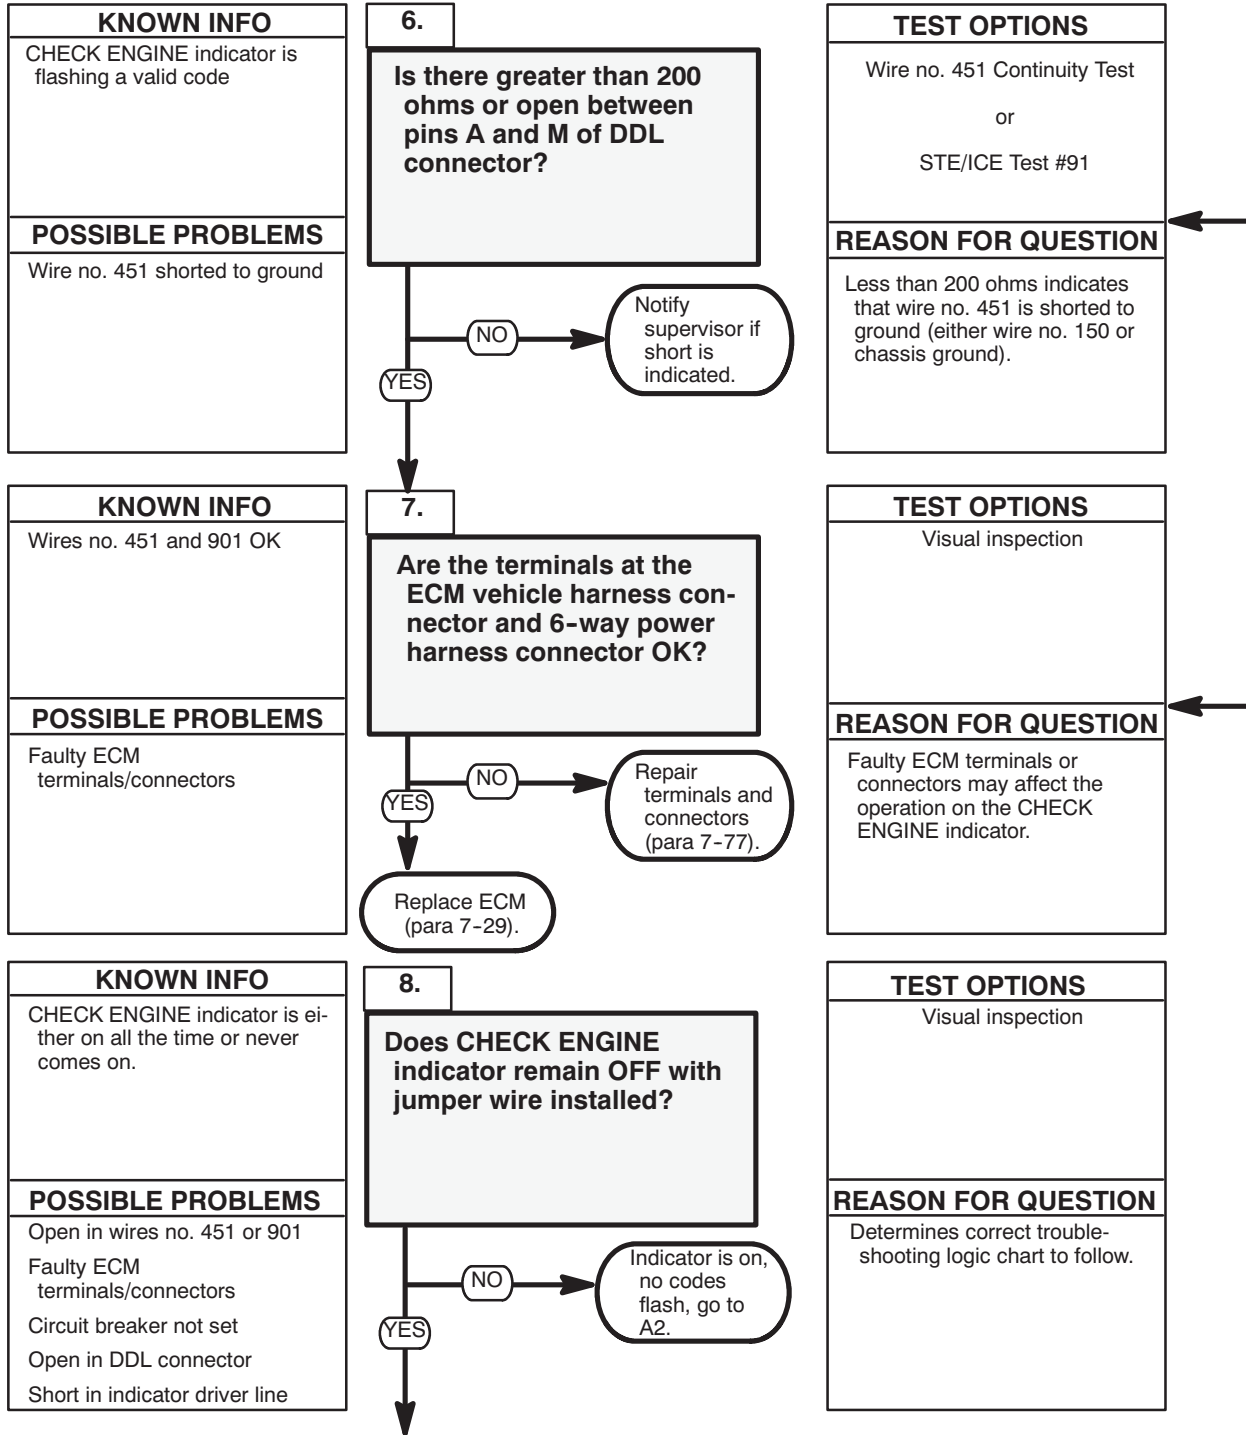 KNOWN INFO
CHECK ENGINE indicator is
flashing a valid code
POSSIBLE PROBLEMS
Wire no. 451 shorted to ground
6.
Is there greater than 200
ohms or open between
pins A and M of DDL
connector?
NO
Notify
supervisor if
short is
indicated.
YES
TEST OPTIONS
Wire no. 451 Continuity Test
or
STE/ICE Test #91
REASON FOR QUESTION
Less than 200 ohms indicates
that wire no. 451 is shorted to
ground (either wire no. 150 or
chassis ground).
KNOWN INFO
Wires no. 451 and 901 OK
POSSIBLE PROBLEMS
Faulty ECM
terminals/connectors
7.
Are the terminals at the
ECM vehicle harness con-
nector and 6-way power
harness connector OK?
NO
Repair
terminals and
connectors
(para 7-77).
YES
Replace ECM
(para 7-29).
TEST OPTIONS
Visual inspection
REASON FOR QUESTION
Faulty ECM terminals or
connectors may affect the
operation on the CHECK
ENGINE indicator.
KNOWN INFO
CHECK ENGINE indicator is ei-
ther on all the time or never
comes on.
POSSIBLE PROBLEMS
Open in wires no. 451 or 901
Faulty ECM
terminals/connectors
Circuit breaker not set
Open in DDL connector
Short in indicator driver line
8.
Does CHECK ENGINE
indicator remain OFF with
jumper wire installed?
NO
Indicator is on,
no codes
flash, go to
A2.
YES
TEST OPTIONS
Visual inspection
REASON FOR QUESTION
Determines correct trouble-
shooting logic chart to follow.